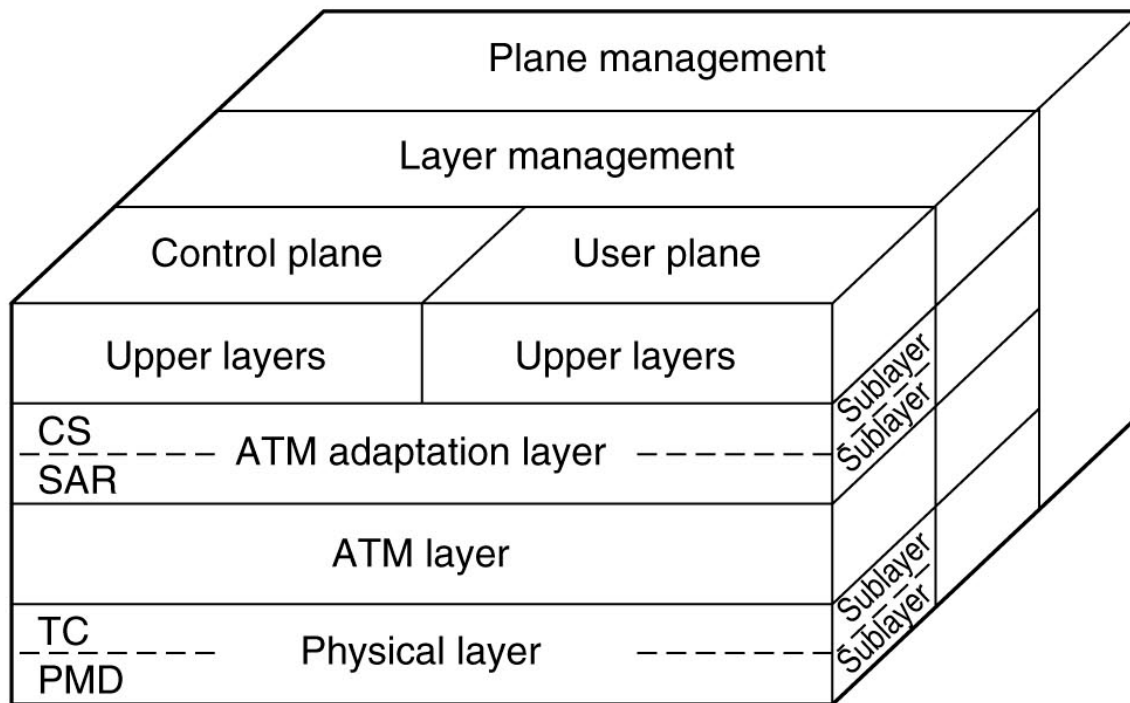 Plane management
Layer management
Control plane
User plane
Upper layers
Upper layers
Sublayer
Sublayer
CS
ATM adaptation layer
SAR
ATM layer
Sublayer
Sublayer
TC
Physical layer
PMD